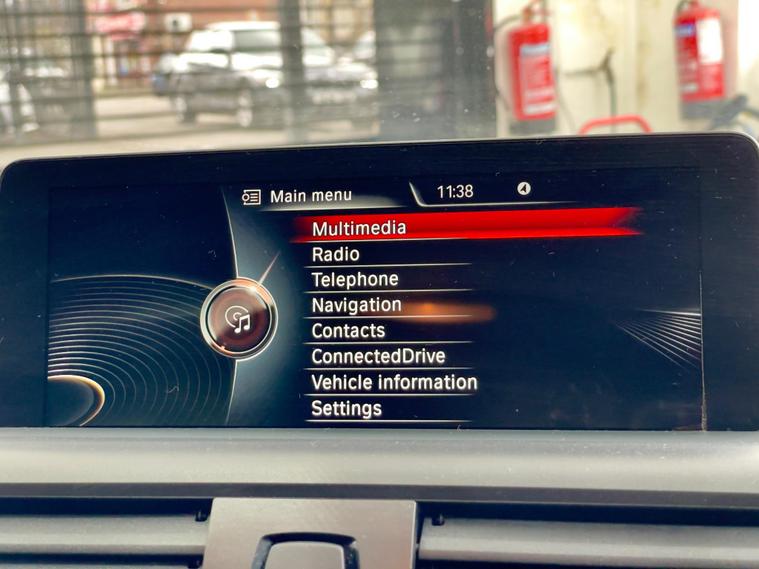 Main menu 11:38
Multimedia
Radio
Telephone
Navigation
Contacts
ConnectedDrive
Vehicle information
Settings